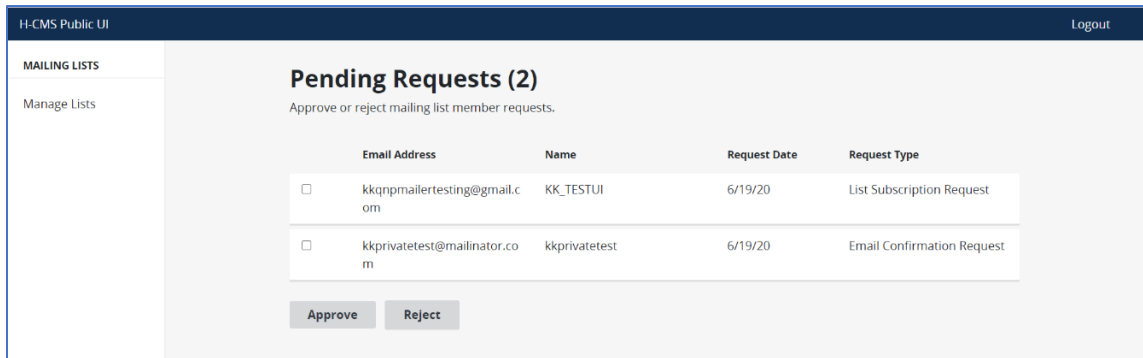 H-CMS Public UI
Logout
MAILING LISTS
Manage Lists
Pending Requests (2)
Approve or reject mailing list member requests.
Email Address Name Request Date Request Type
kkqnpmailertesting@gmail.c KK_TESTUI 6/19/20 List Subscription Request
om
kkprivatetest@mailinator.co kkprivatetest 6/19/20 Email Confirmation Request
m
Approve Reject